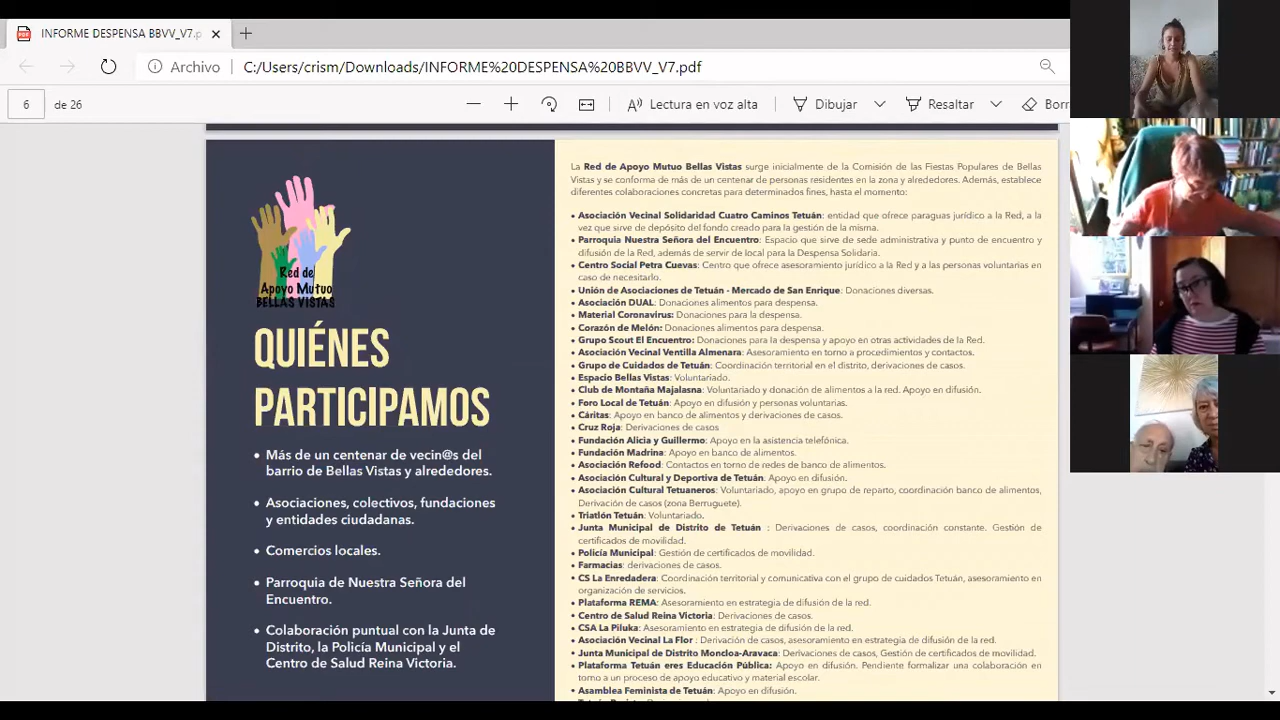 INFORME DESPENSA BBVV_V7.p
Archivo
C:/Users/crism/Downloads/INFORME%20DESPENSA%20BBVV_V7.pdf
6 de 26
Lectura en voz alta
Dibujar
Resaltar
Borr
Red de
Apoyo Mutuo
BELLAS VISTAS
QUIÉNES
PARTICIPAMOS
• Más de un centenar de vecin@s del
barrio de Bellas Vistas y alrededores.
• Asociaciones, colectivos, fundaciones
y entidades ciudadanas.
• Comercios locales.
• Parroquia de Nuestra Señora del
Encuentro.
• Colaboración puntual con la Junta de
Distrito, la Policía Municipal y el
Centro de Salud Reina Victoria.
La Red de Apoyo Mutuo Bellas Vistas surge inicialmente de la Comisión de las Fiestas Populares de Bellas
Vistas y se conforma de más de un centenar de personas residentes en la zona y alrededores. Además, establece
diferentes colaboraciones concretas para determinados fines, hasta el momento:
• Asociación Vecinal Solidaridad Cuatro Caminos Tetuán: entidad que ofrece paraguas jurídico a la Red, a la
vez que sirve de depósito del fondo creado para la gestión de la misma.
• Parroquia Nuestra Señora del Encuentro: Espacio que sirve de sede administrativa y punto de encuentro y
difusión de la Red, además de servir de local para la Despensa Solidaria.
• Centro Social Petra Cuevas: Centro que ofrece asesoramiento jurídico a la Red y a las personas voluntarias en
caso de necesitarlo.
• Unión de Asociaciones de Tetuán - Mercado de San Enrique: Donaciones diversas.
• Asociación DUAL: Donaciones alimentos para despensa.
• Material Coronavirus: Donaciones para la despensa.
• Corazón de Melón: Donaciones alimentos para despensa.
• Grupo Scout El Encuentro: Donaciones para la despensa y apoyo en otras actividades de la Red.
• Asociación Vecinal Ventilla Almenara: Asesoramiento en torno a procedimientos y contactos.
• Grupo de Cuidados de Tetuán: Coordinación territorial en el distrito, derivaciones de casos.
• Espacio Bellas Vistas: Voluntariado.
• Club de Montaña Majalasna: Voluntariado y donación de alimentos a la red. Apoyo en difusión.
• Foro Local de Tetuán: Apoyo en difusión y personas voluntarias.
• Cáritas: Apoyo en banco de alimentos y derivaciones de casos.
• Cruz Roja: Derivaciones de casos
• Fundación Alicia y Guillermo: Apoyo en la asistencia telefónica.
• Fundación Madrina: Apoyo en banco de alimentos.
• Asociación Refood: Contactos en torno de redes de banco de alimentos.
• Asociación Cultural y Deportiva de Tetuán: Apoyo en difusión.
• Asociación Cultural Tetuaneros: Voluntariado, apoyo en grupo de reparto, coordinación banco de alimentos,
Derivación de casos (zona Berruguete).
• Triatlón Tetuán: Voluntariado.
• Junta Municipal de Distrito de Tetuán : Derivaciones de casos, coordinación constante. Gestión de
certificados de movilidad.
• Policía Municipal: Gestión de certificados de movilidad.
• Farmacias: derivaciones de casos.
• CS La Enredadera: Coordinación territorial y comunicativa con el grupo de cuidados Tetuán, asesoramiento en
organización de servicios.
• Plataforma REMA: Asesoramiento en estrategia de difusión de la red.
• Centro de Salud Reina Victoria: Derivaciones de casos.
• CSA La Piluka: Asesoramiento en estrategia de difusión de la red.
• Asociación Vecinal La Flor : Derivación de casos, asesoramiento en estrategia de difusión de la red.
• Junta Municipal de Distrito Moncloa-Aravaca: Derivaciones de casos, Gestión de certificados de movilidad.
• Plataforma Tetuán eres Educación Pública: Apoyo en difusión. Pendiente formalizar una colaboración en
torno a un proceso de apoyo educativo y material escolar.
• Asamblea Feminista de Tetuán: Apoyo en difusión.